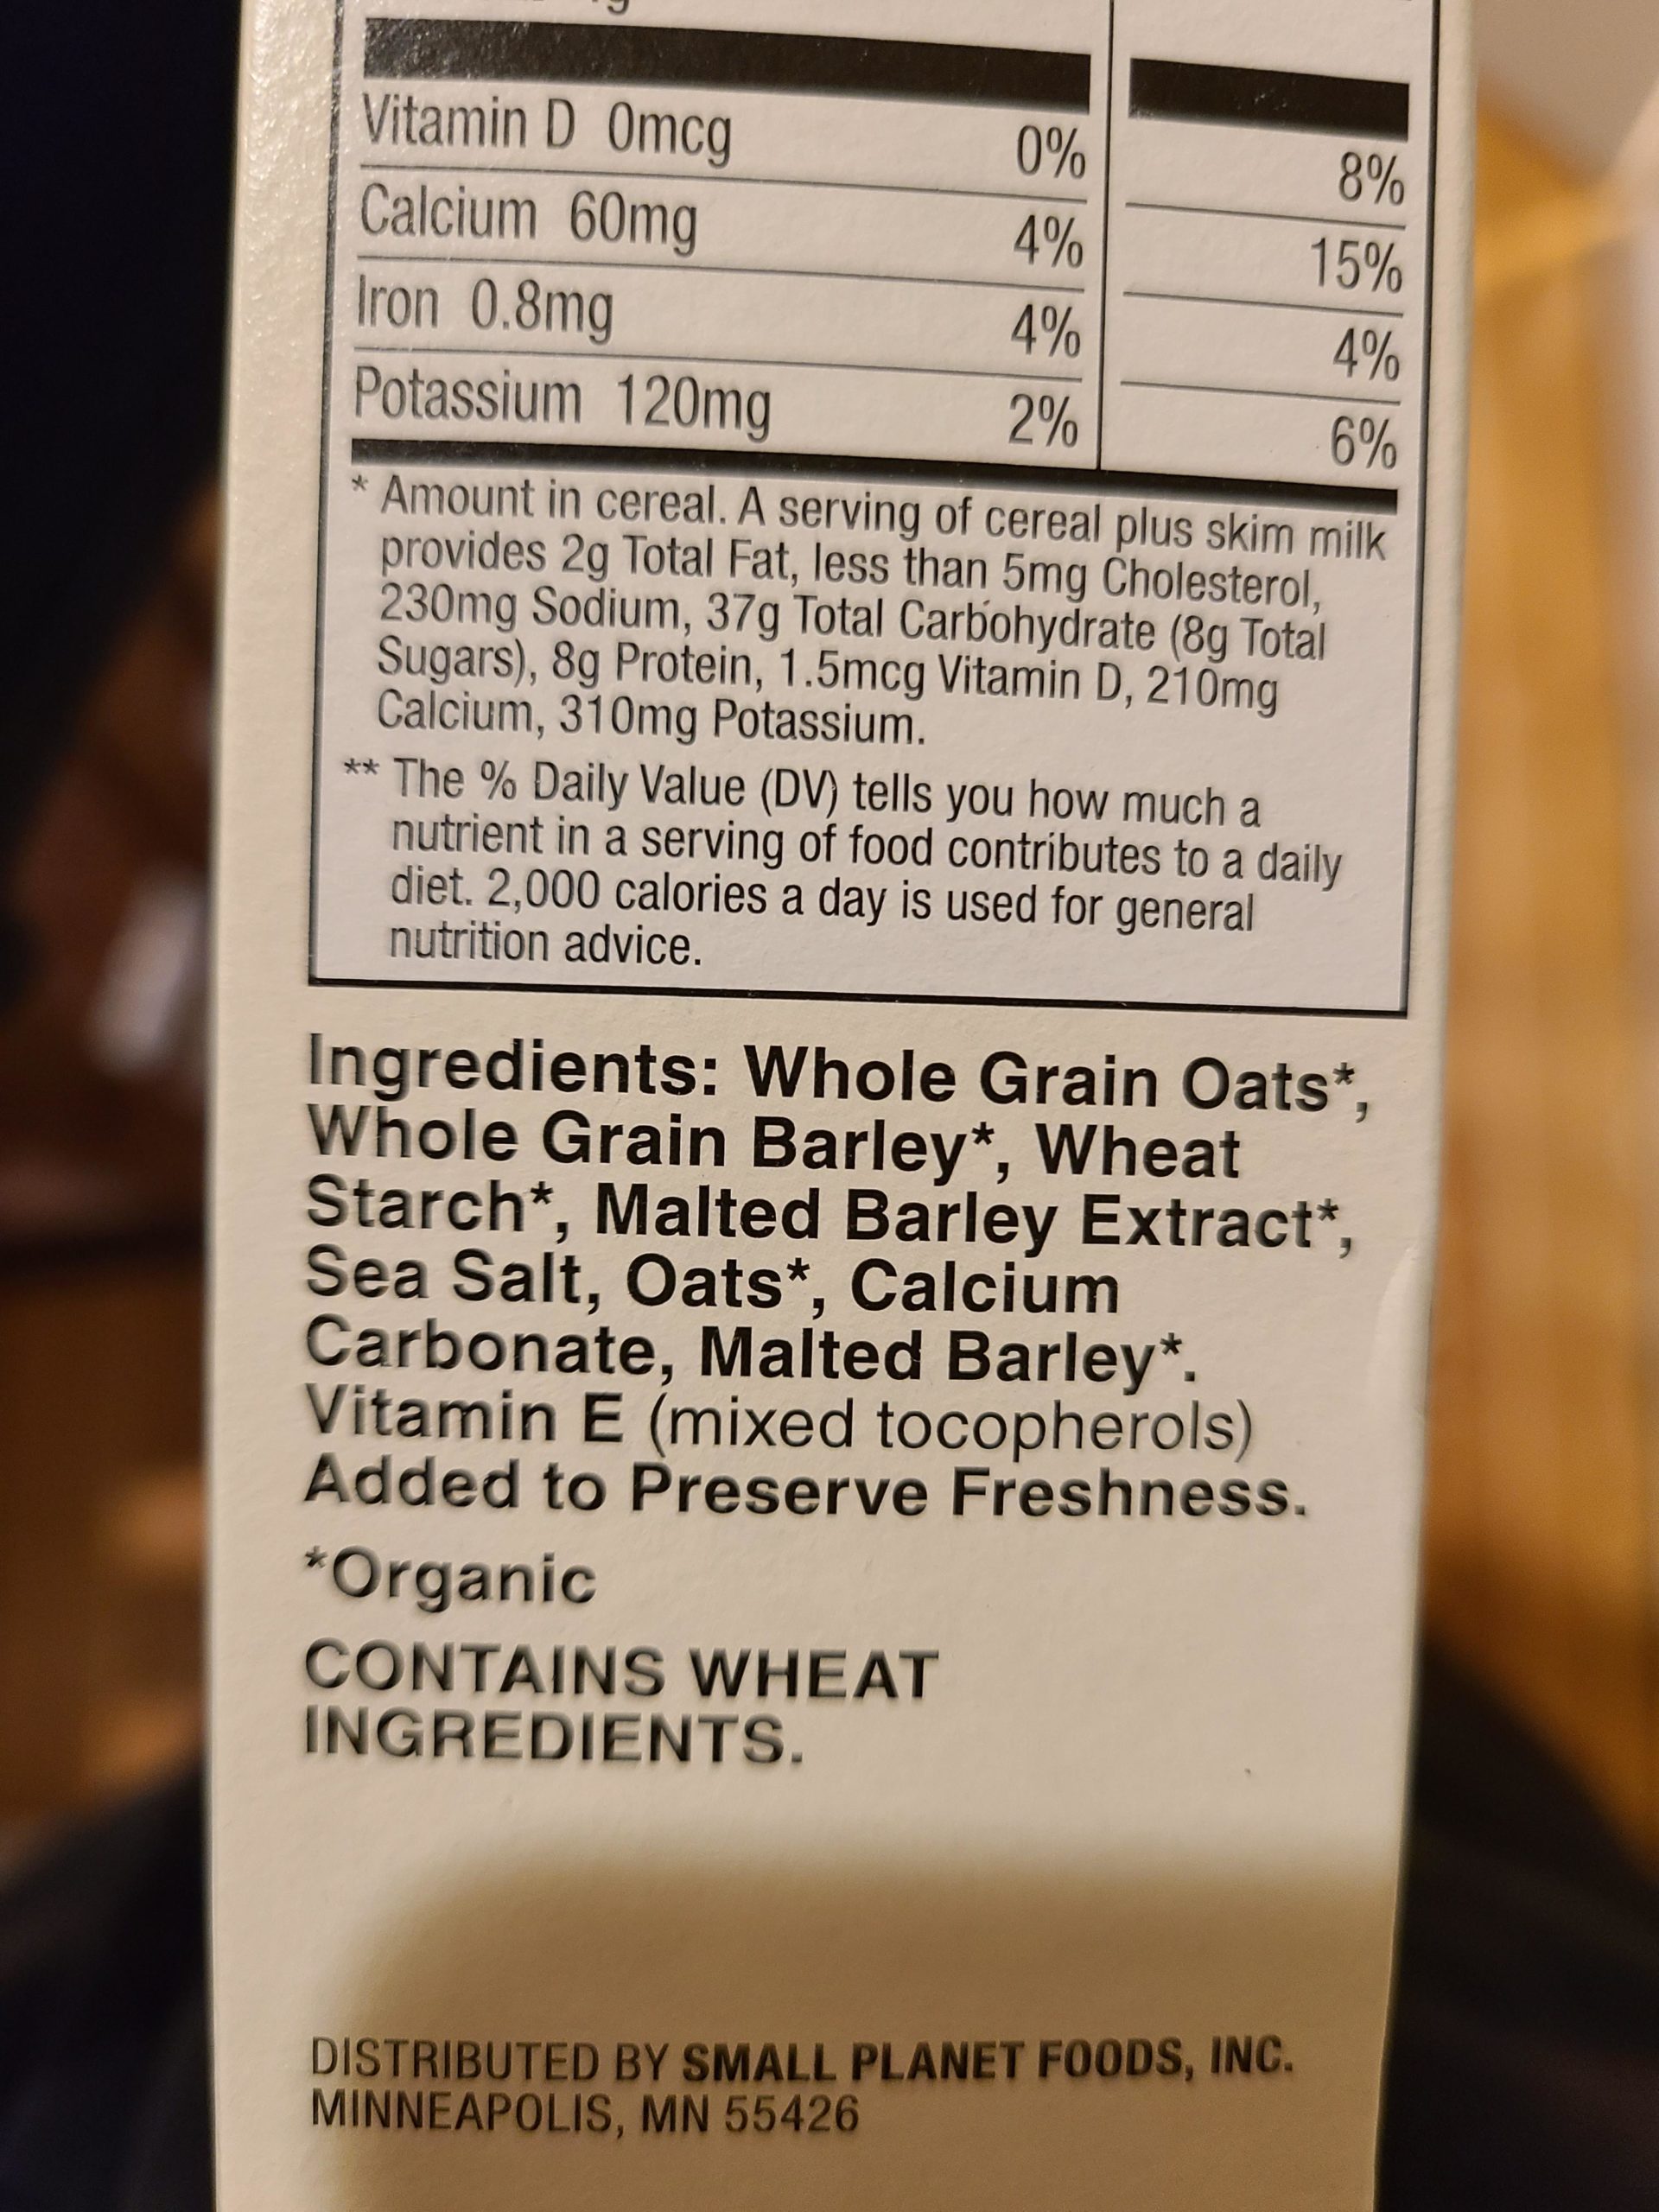 Vitamin D 0mcg 0% 8%
Calcium 60mg 4% 15%
Iron 0.8mg 4% 4%
Potassium 120mg 2% 6%
* Amount in cereal. A serving of cereal plus skim milk
provides 2g Total Fat, less than 5mg Cholesterol,
230mg Sodium, 37g Total Carbohydrate (8g Total
Sugars), 8g Protein, 1.5mcg Vitamin D, 210mg
Calcium, 310mg Potassium.
** The % Daily Value (DV) tells you how much a
nutrient in a serving of food contributes to a daily
diet. 2,000 calories a day is used for general
nutrition advice.
Ingredients: Whole Grain Oats*,
Whole Grain Barley*, Wheat
Starch*, Malted Barley Extract*,
Sea Salt, Oats*, Calcium
Carbonate, Malted Barley*.
Vitamin E (mixed tocopherols)
Added to Preserve Freshness.
*Organic
CONTAINS WHEAT
INGREDIENTS.
DISTRIBUTED BY SMALL PLANET FOODS, INC.
MINNEAPOLIS, MN 55426